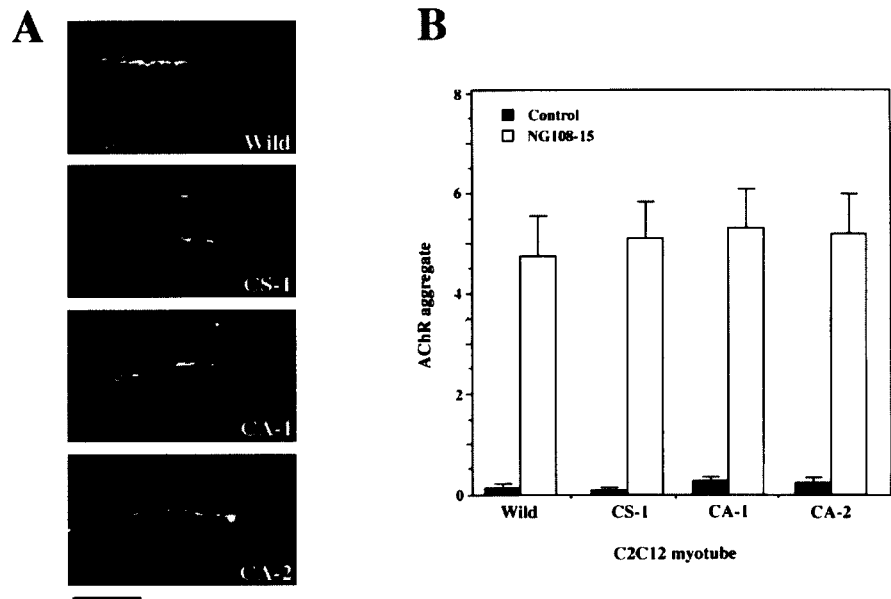 A
Wild
CS-1
CA-1
CA-2
B
8
6
4
2
0
Control
NG108-15
AChR aggregate
Wild
CS-1
CA-1
CA-2
C2C12 myotube